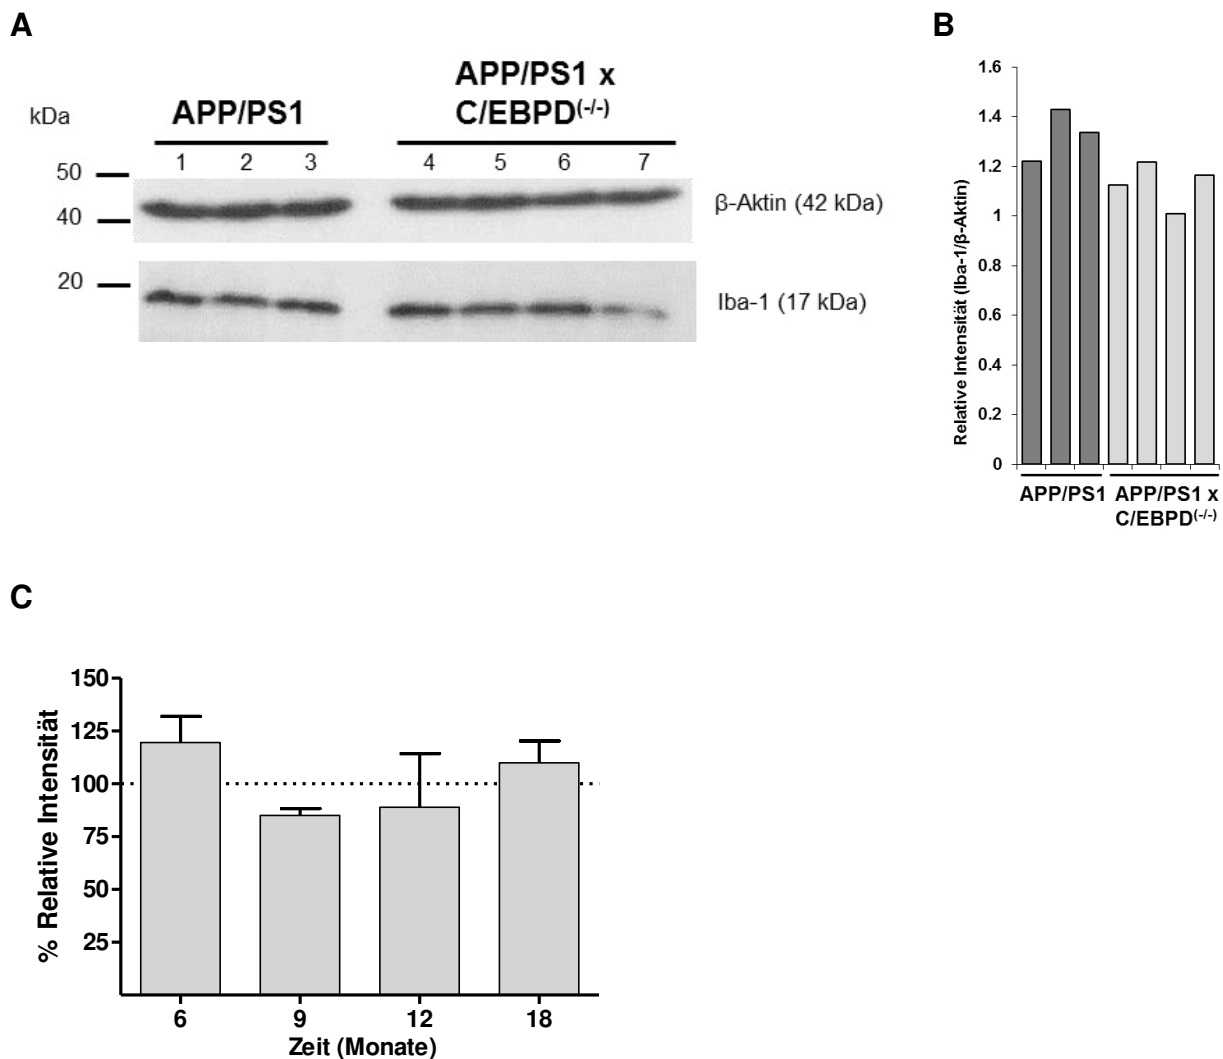 A
APP/PS1 x
C/EBPD(-/-)
APP/PS1
kDa
1 2 3 4 5 6 7
50
40
β-Aktin (42 kDa)
20
Iba-1 (17 kDa)
B
1.6
1.4
1.2
1
0.8
0.6
0.4
0.2
0
Relative Intensität (Iba-1/β-Aktin)
APP/PS1 APP/PS1 x
C/EBPD(-/-)
C
150
125
100
75
50
25
% Relative Intensität
6 9 12 18
Zeit (Monate)